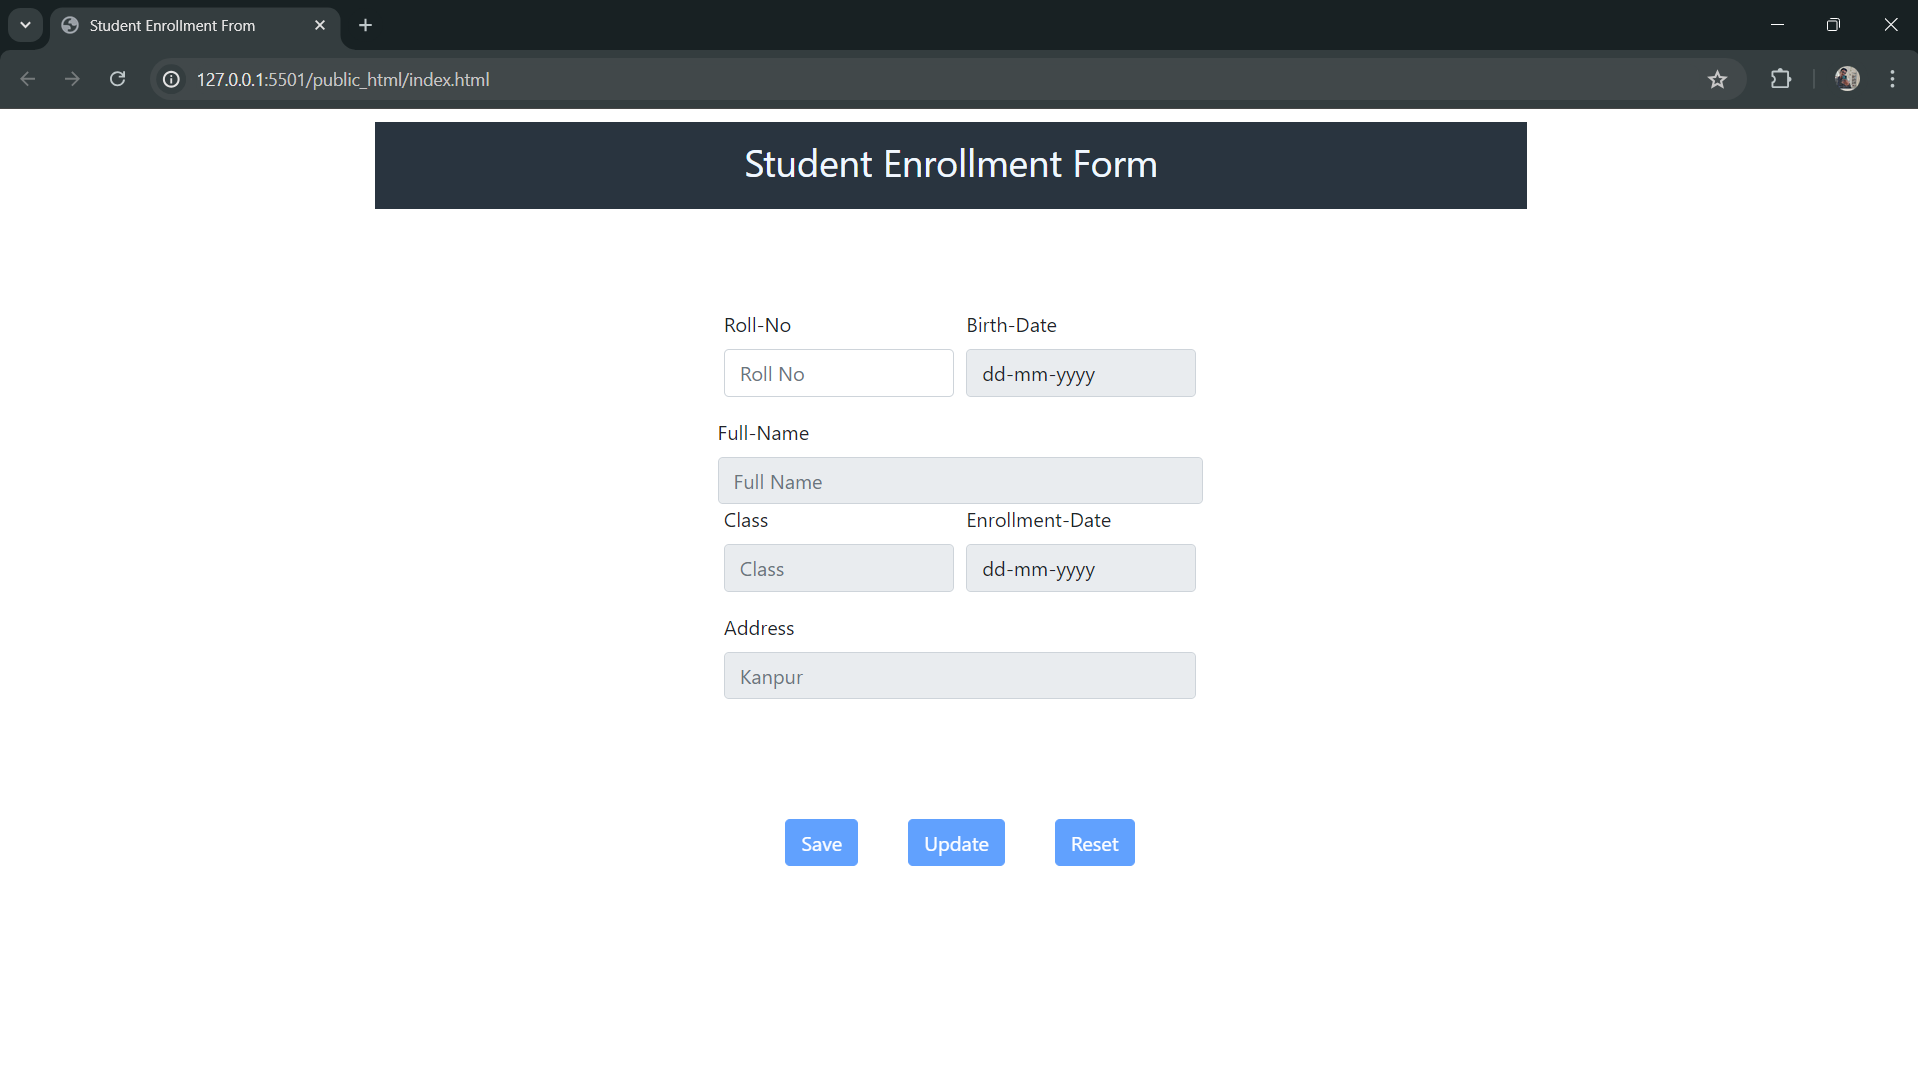 Student Enrollment From
127.0.0.1:5501/public_html/index.html
Student Enrollment Form
Roll-No Birth-Date
Roll No dd-mm-yyyy
Full-Name
Full Name
Class Enrollment-Date
Class dd-mm-yyyy
Address
Kanpur
Save Update Reset